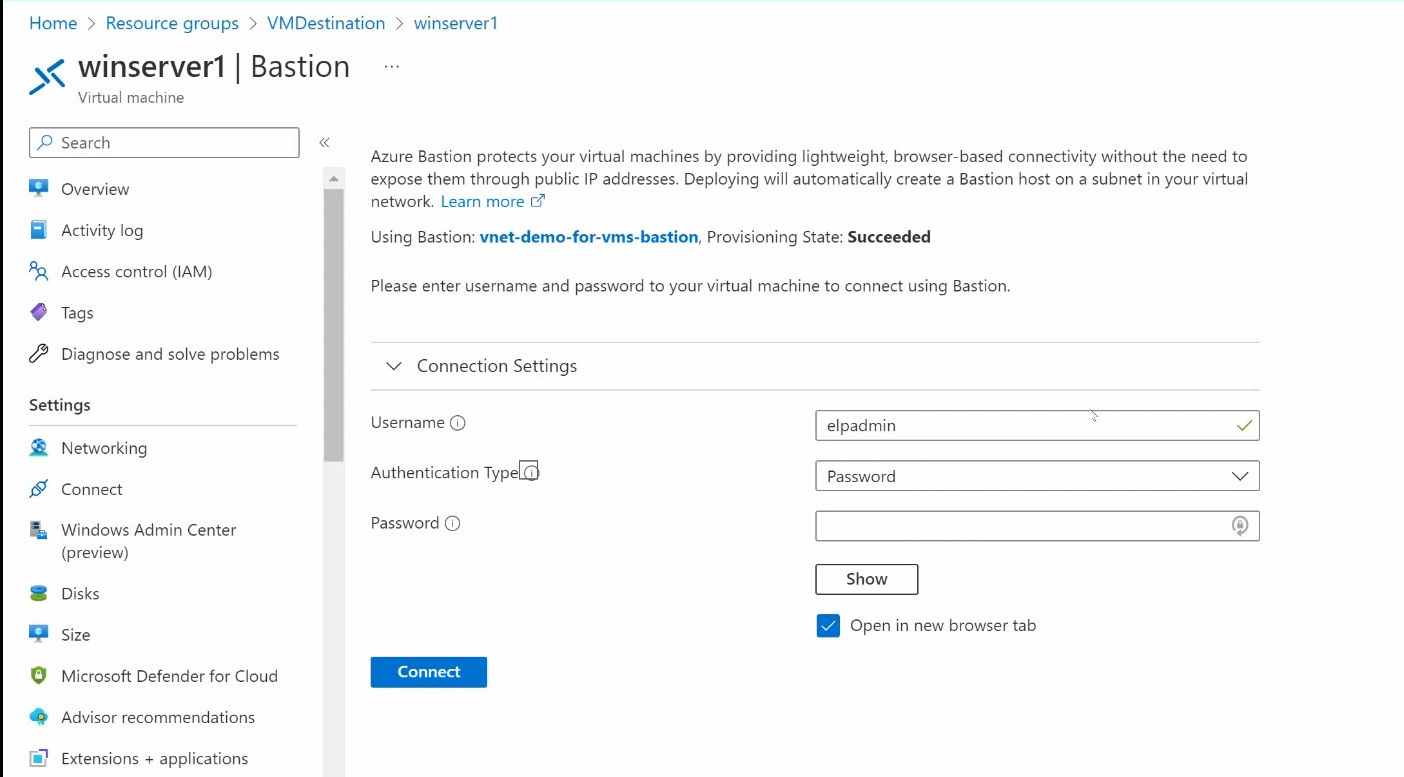 Home > Resource groups > VMDestination > winserver1
winserver1 | Bastion ...
Virtual machine
Search «
Overview
Activity log
Access control (IAM)
Tags
Diagnose and solve problems
Settings
Networking
Connect
Windows Admin Center
(preview)
Disks
Size
Microsoft Defender for Cloud
Advisor recommendations
Extensions + applications
Azure Bastion protects your virtual machines by providing lightweight, browser-based connectivity without the need to
expose them through public IP addresses. Deploying will automatically create a Bastion host on a subnet in your virtual
network. Learn more
Using Bastion: vnet-demo-for-vms-bastion, Provisioning State: Succeeded
Please enter username and password to your virtual machine to connect using Bastion.
Connection Settings
Username elpadmin
Authentication Type Password
Password
Show
Open in new browser tab
Connect